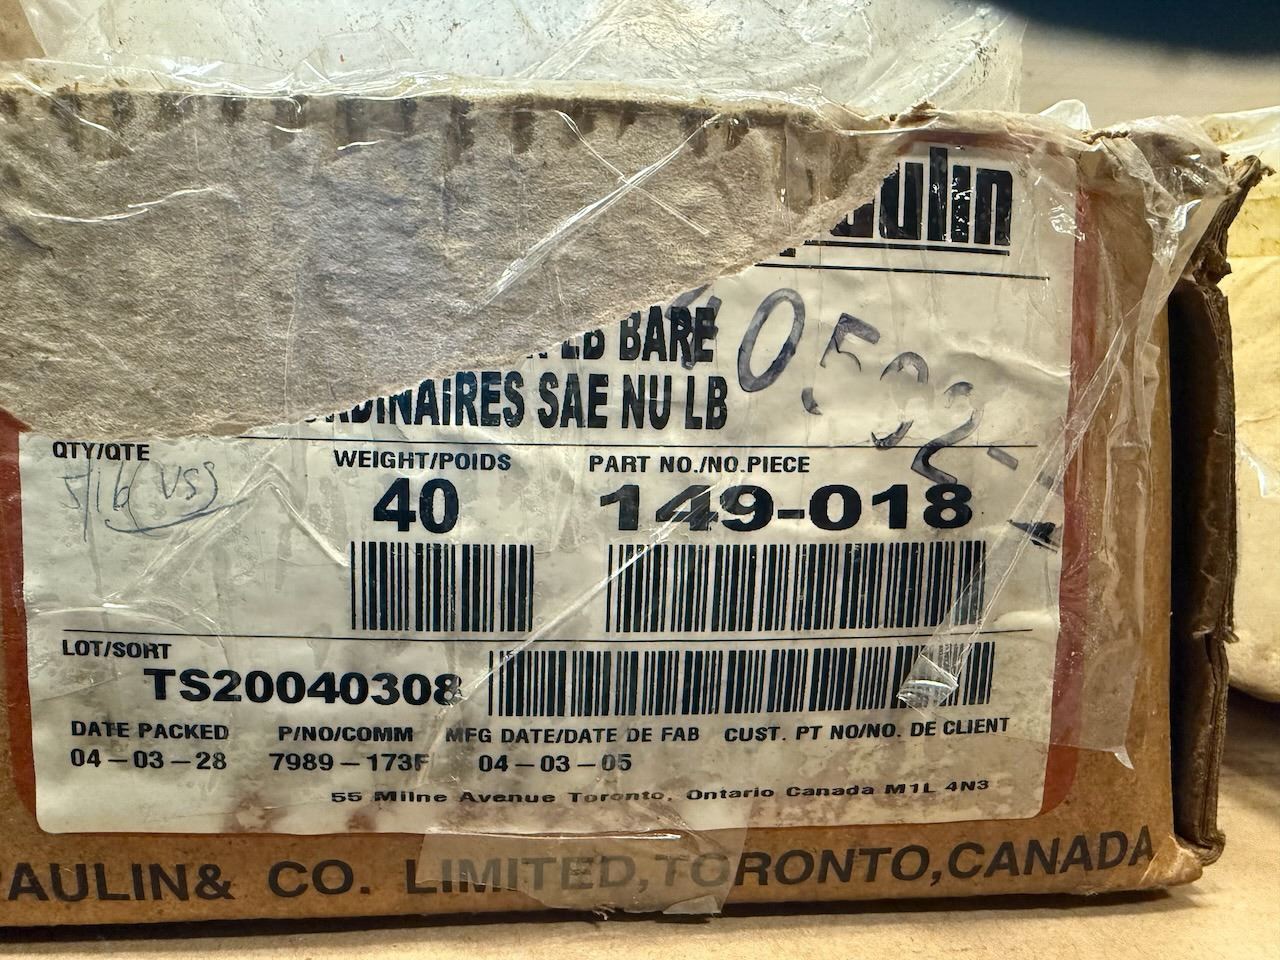 ulin
LB BARE
ORDINAIRES SAE NU LB
QTY/QTE
5/16 (VSS)
WEIGHT/POIDS
40
PART NO./NO.PIECE
149-018
LOT/SORT
TS20040308
DATE PACKED P/NO/COMM MFG DATE/DATE DE FAB CUST. PT NO/NO. DE CLIENT
04-03-28 7989-173F 04-03-05
55 Milne Avenue Toronto, Ontario Canada M1L 4N3
AULIN& CO. LIMITED,TORONTO,CANADA